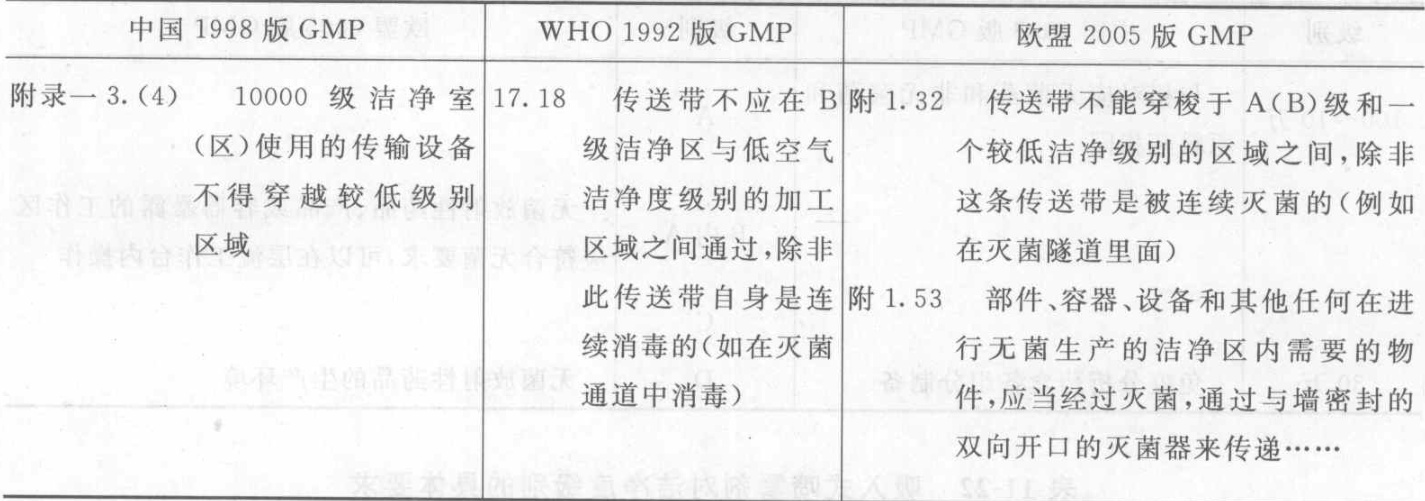 中国 1998 版 GMP
WHO 1992 版 GMP
欧盟 2005 版 GMP
附录一 3.(4) 10000 级洁净室
(区)使用的传输设备
不得穿越较低级别
区域
17.18 传送带不应在 B
级洁净区与低空气
洁净度级别的加工
区域之间通过,除非
此传送带自身是连
续消毒的(如在灭菌
通道中消毒)
附 1.32 传送带不能穿梭于 A(B)级和一
个较低洁净级别的区域之间,除非
这条传送带是被连续灭菌的(例如
在灭菌隧道里面)
附 1.53 部件、容器、设备和其他任何在进
行无菌生产的洁净区内需要的物
件,应当经过灭菌,通过与墙密封的
双向开口的灭菌器来传递……